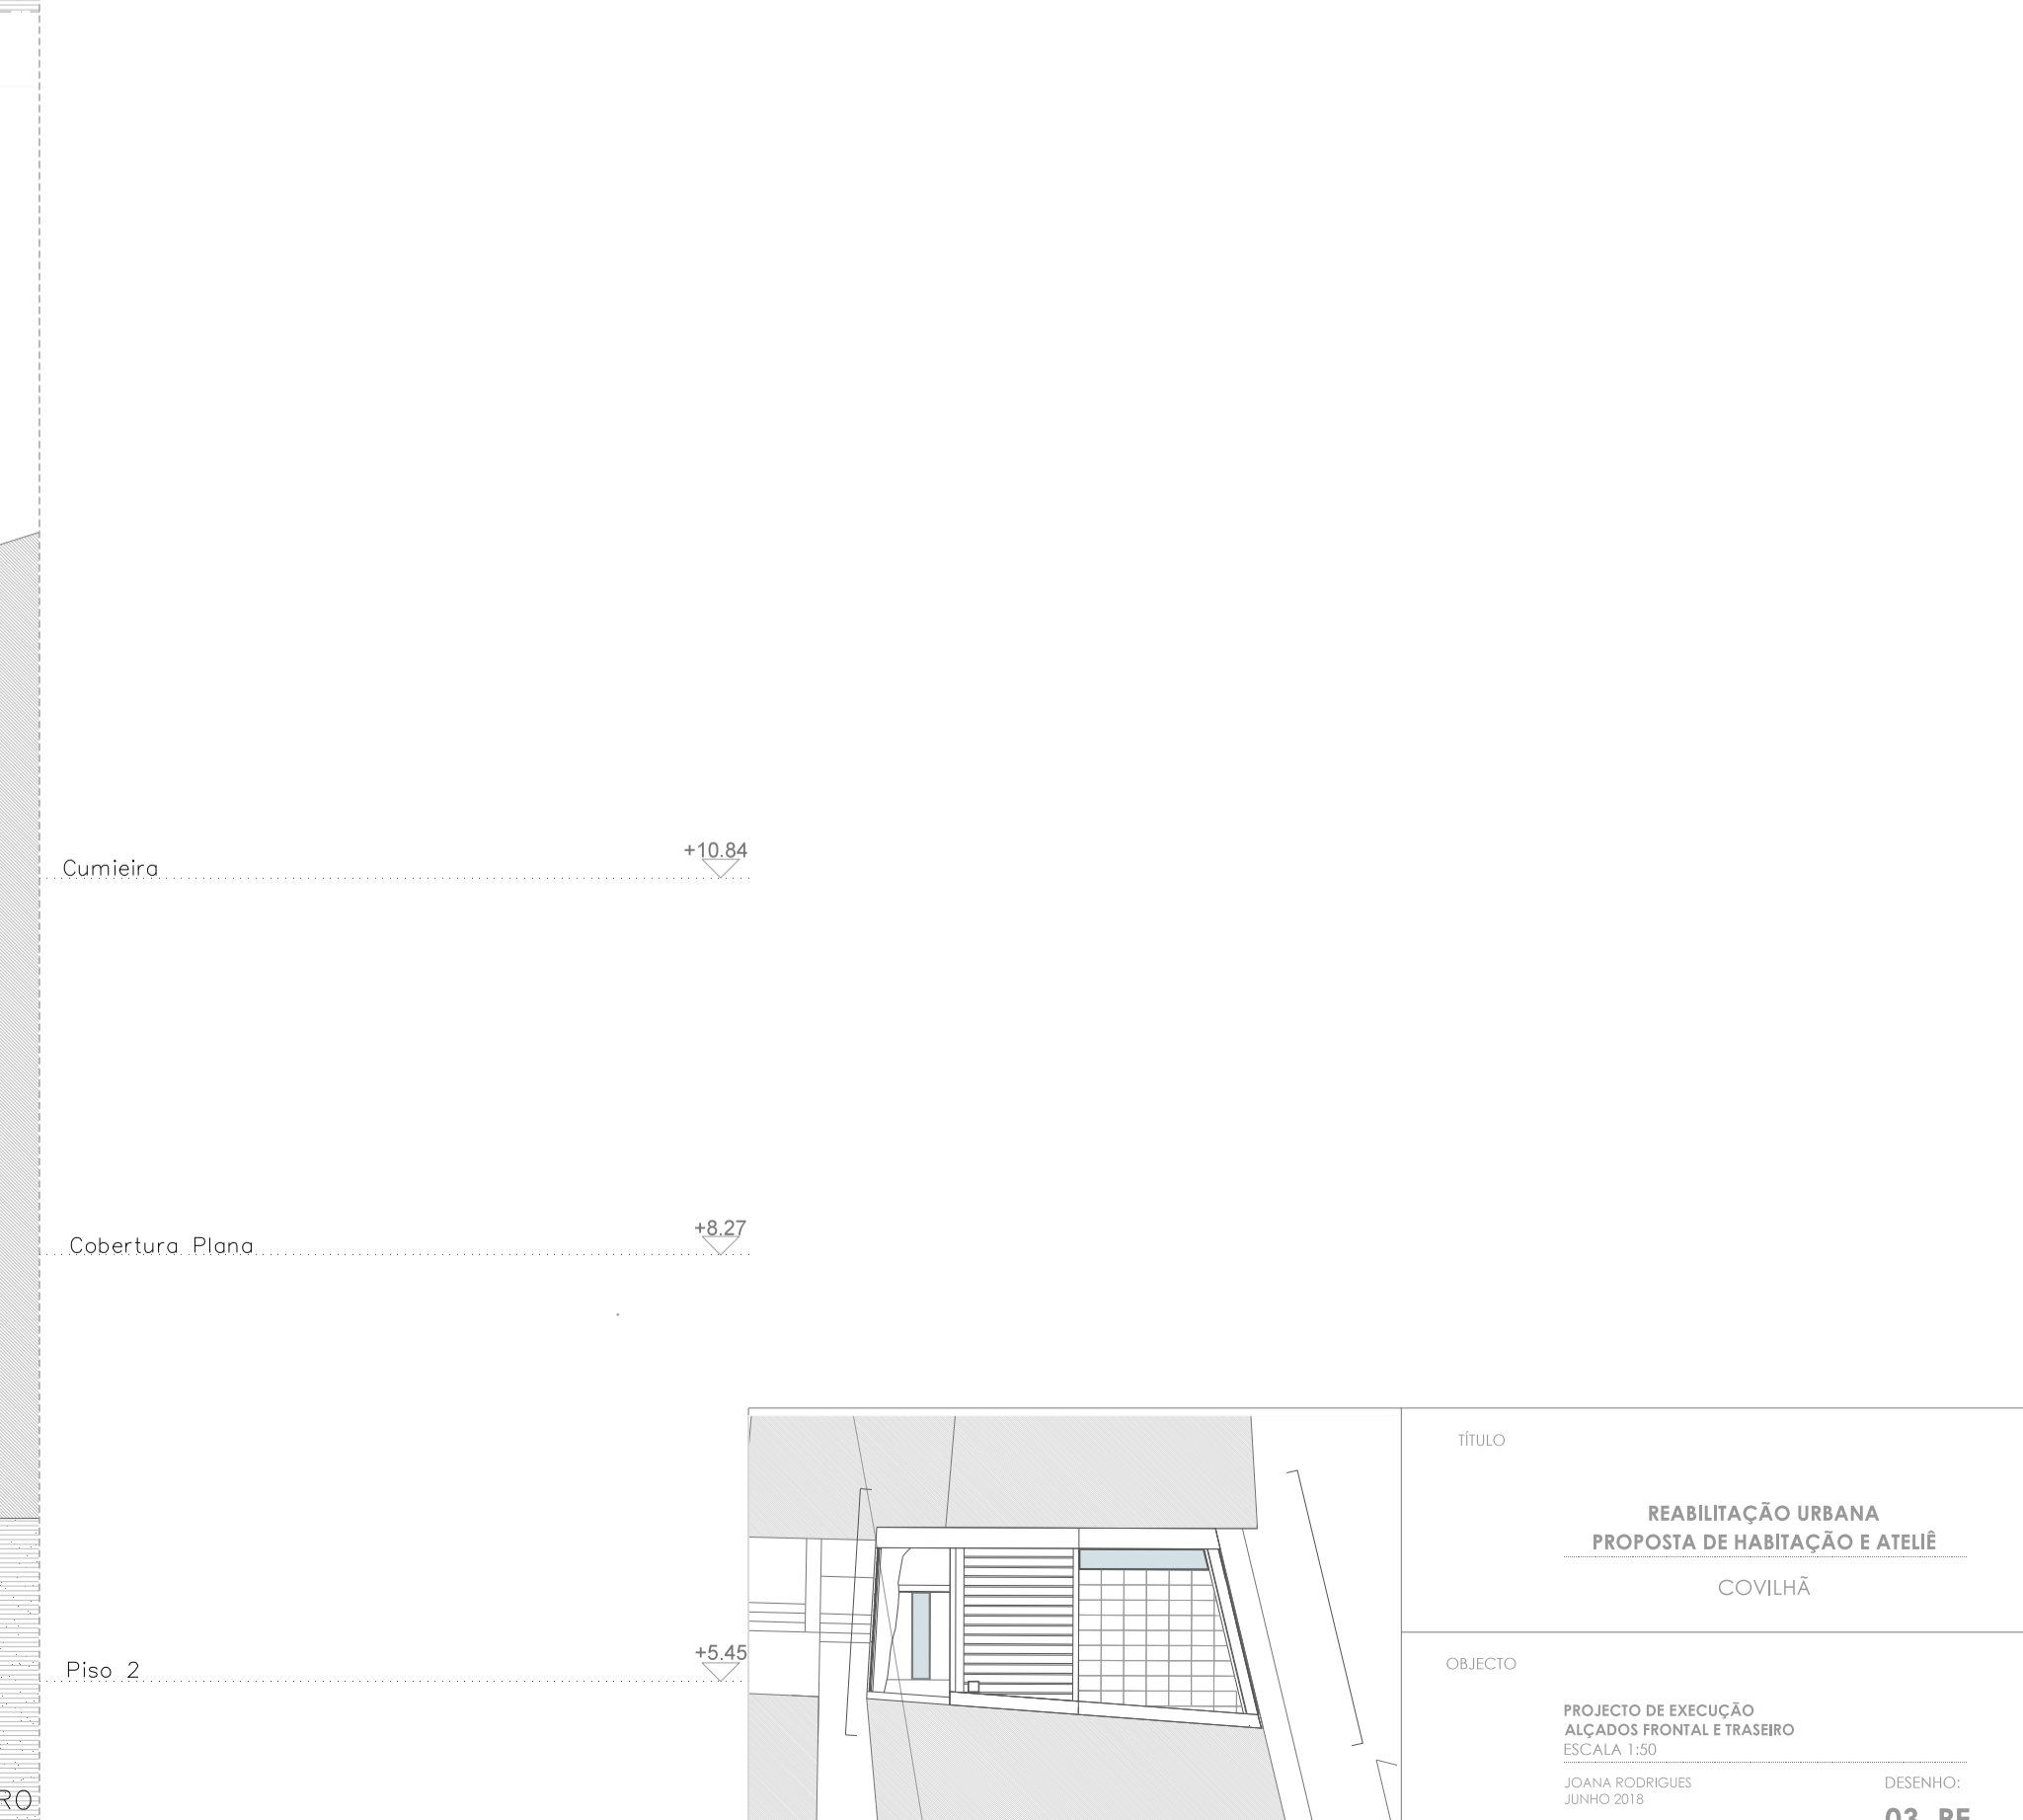 Cumieira
+10.84
Cobertura Plana
+8.27
Piso 2
+5.45
TÍTULO
REABILITAÇÃO URBANA
PROPOSTA DE HABITAÇÃO E ATELIÊ
COVILHÃ
OBJECTO
PROJECTO DE EXECUÇÃO
ALÇADOS FRONTAL E TRASEIRO
ESCALA 1:50
JOANA RODRIGUES
JUNHO 2018
DESENHO:
RO